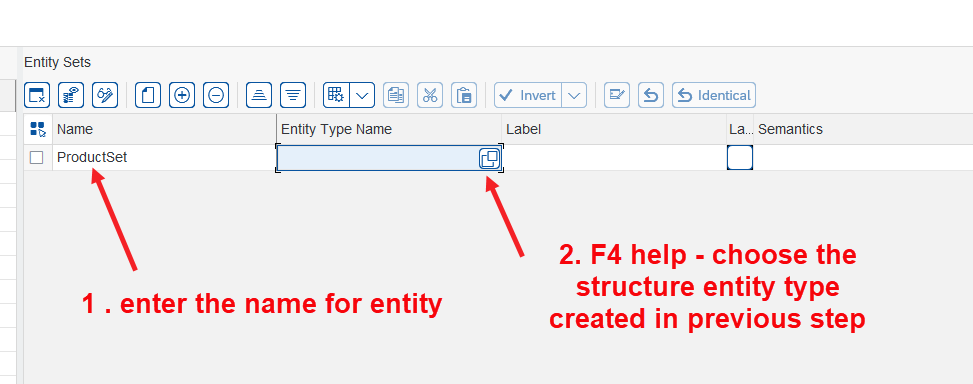 Entity Sets
Invert Identical
Name Entity Type Name Label La... Semantics
ProductSet
1 . enter the name for entity
2. F4 help - choose the
structure entity type
created in previous step